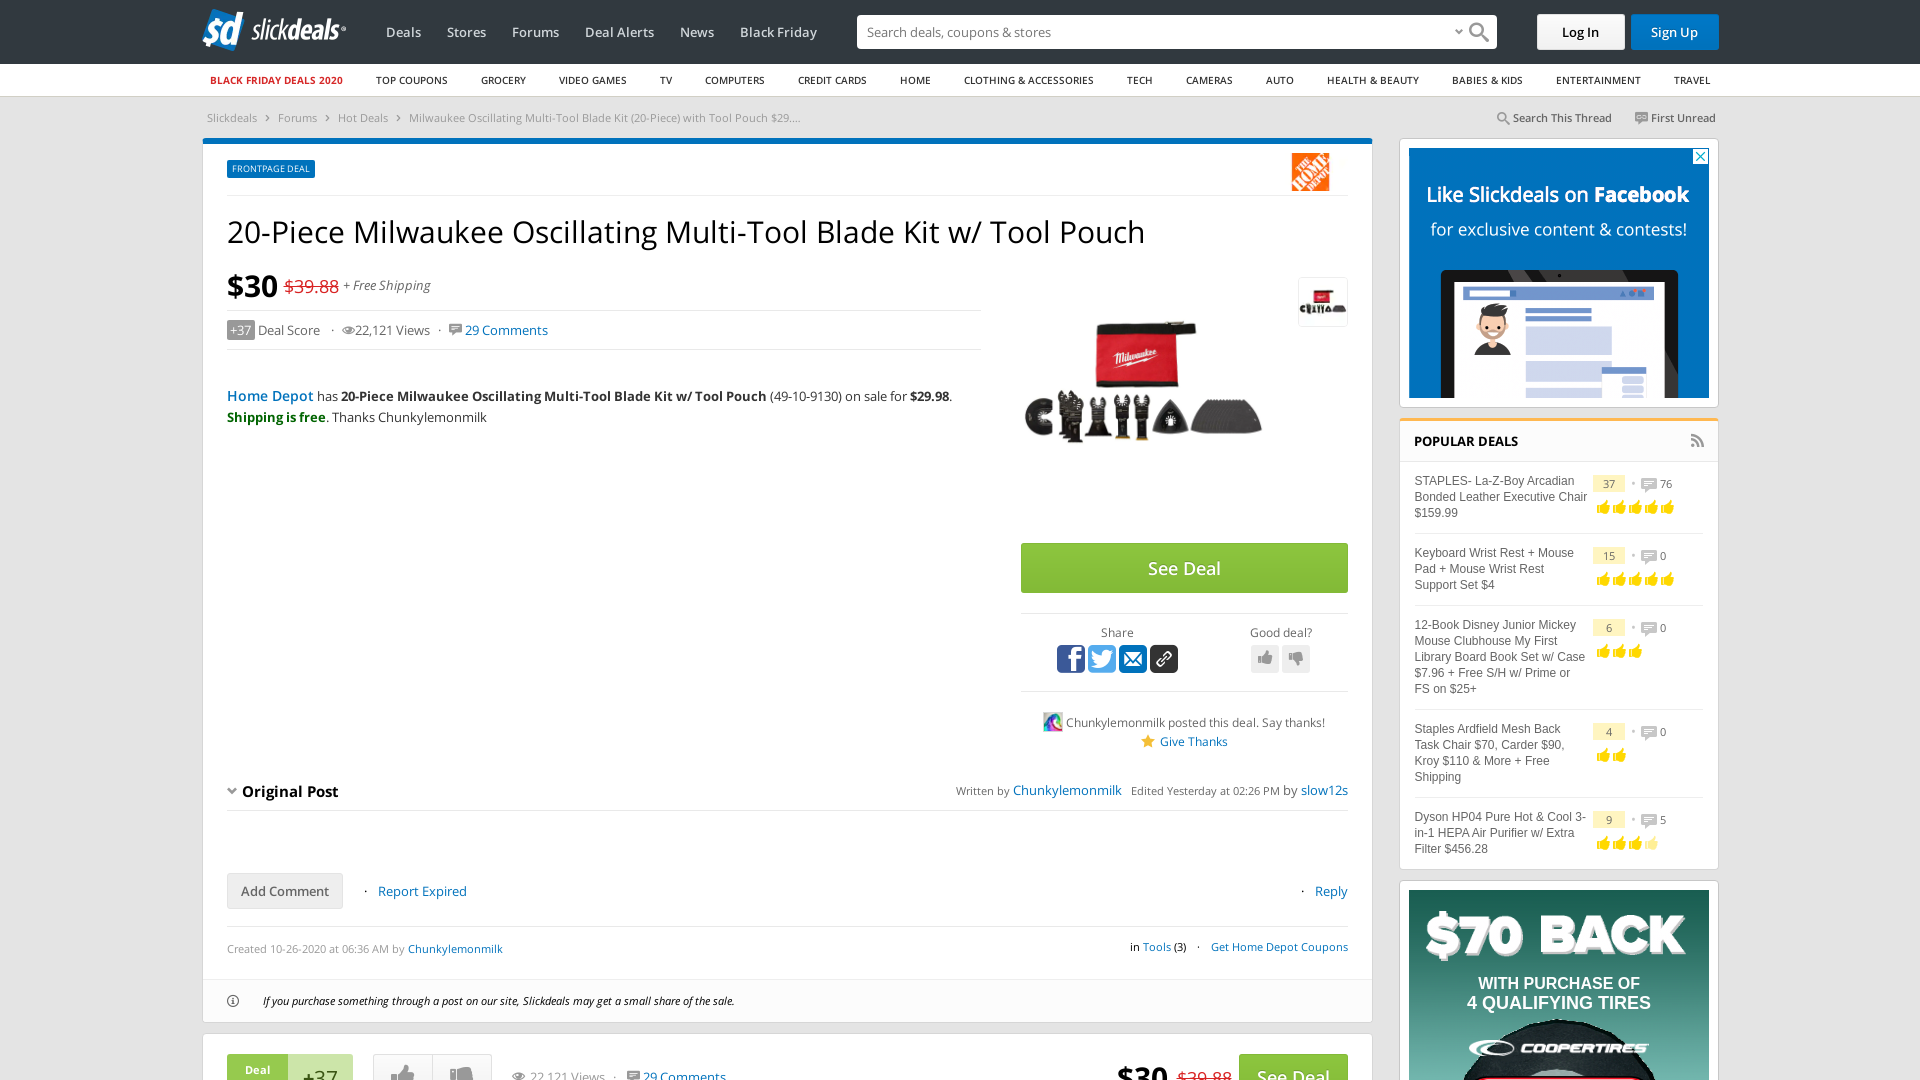 slickdeals
Deals
Stores
Forums
Deal Alerts
News
Black Friday
Search deals, coupons & stores
Log In
Sign Up
BLACK FRIDAY DEALS 2020
TOP COUPONS
GROCERY
VIDEO GAMES
TV
COMPUTERS
CREDIT CARDS
HOME
CLOTHING & ACCESSORIES
TECH
CAMERAS
AUTO
HEALTH & BEAUTY
BABIES & KIDS
ENTERTAINMENT
TRAVEL
Slickdeals > Forums > Hot Deals > Milwaukee Oscillating Multi-Tool Blade Kit (20-Piece) with Tool Pouch $29....
Search This Thread
First Unread
FRONTPAGE DEAL
THE HOME DEPOT
20-Piece Milwaukee Oscillating Multi-Tool Blade Kit w/ Tool Pouch
$30 $39.88 + Free Shipping
+37 Deal Score · 22,121 Views · 29 Comments
Home Depot has 20-Piece Milwaukee Oscillating Multi-Tool Blade Kit w/ Tool Pouch (49-10-9130) on sale for $29.98.
Shipping is free. Thanks Chunkylemonmilk
Milwaukee
See Deal
Share
Good deal?
Chunkylemonmilk posted this deal. Say thanks!
Give Thanks
Original Post
Written by Chunkylemonmilk Edited Yesterday at 02:26 PM by slow12s
Add Comment · Report Expired
· Reply
Created 10-26-2020 at 06:36 AM by Chunkylemonmilk
in Tools (3) · Get Home Depot Coupons
If you purchase something through a post on our site, Slickdeals may get a small share of the sale.
Deal
+37
22,121 Views · 29 Comments
$30 $39.88
See Deal
Like Slickdeals on Facebook
for exclusive content & contests!
POPULAR DEALS
STAPLES- La-Z-Boy Arcadian
Bonded Leather Executive Chair
$159.99
37 · 76
Keyboard Wrist Rest + Mouse
Pad + Mouse Wrist Rest
Support Set $4
15 · 0
12-Book Disney Junior Mickey
Mouse Clubhouse My First
Library Board Book Set w/ Case
$7.96 + Free S/H w/ Prime or
FS on $25+
6 · 0
Staples Ardfield Mesh Back
Task Chair $70, Carder $90,
Kroy $110 & More + Free
Shipping
4 · 0
Dyson HP04 Pure Hot & Cool 3-
in-1 HEPA Air Purifier w/ Extra
Filter $456.28
9 · 5
$70 BACK
WITH PURCHASE OF
4 QUALIFYING TIRES
COOPERTIRES